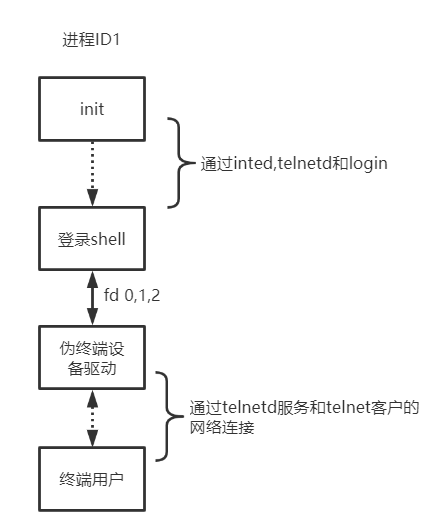 进程ID1
init
通过inted,telnetd和login
登录shell
fd 0,1,2
伪终端设
备驱动
通过telnetd服务和telnet客户的
网络连接
终端用户